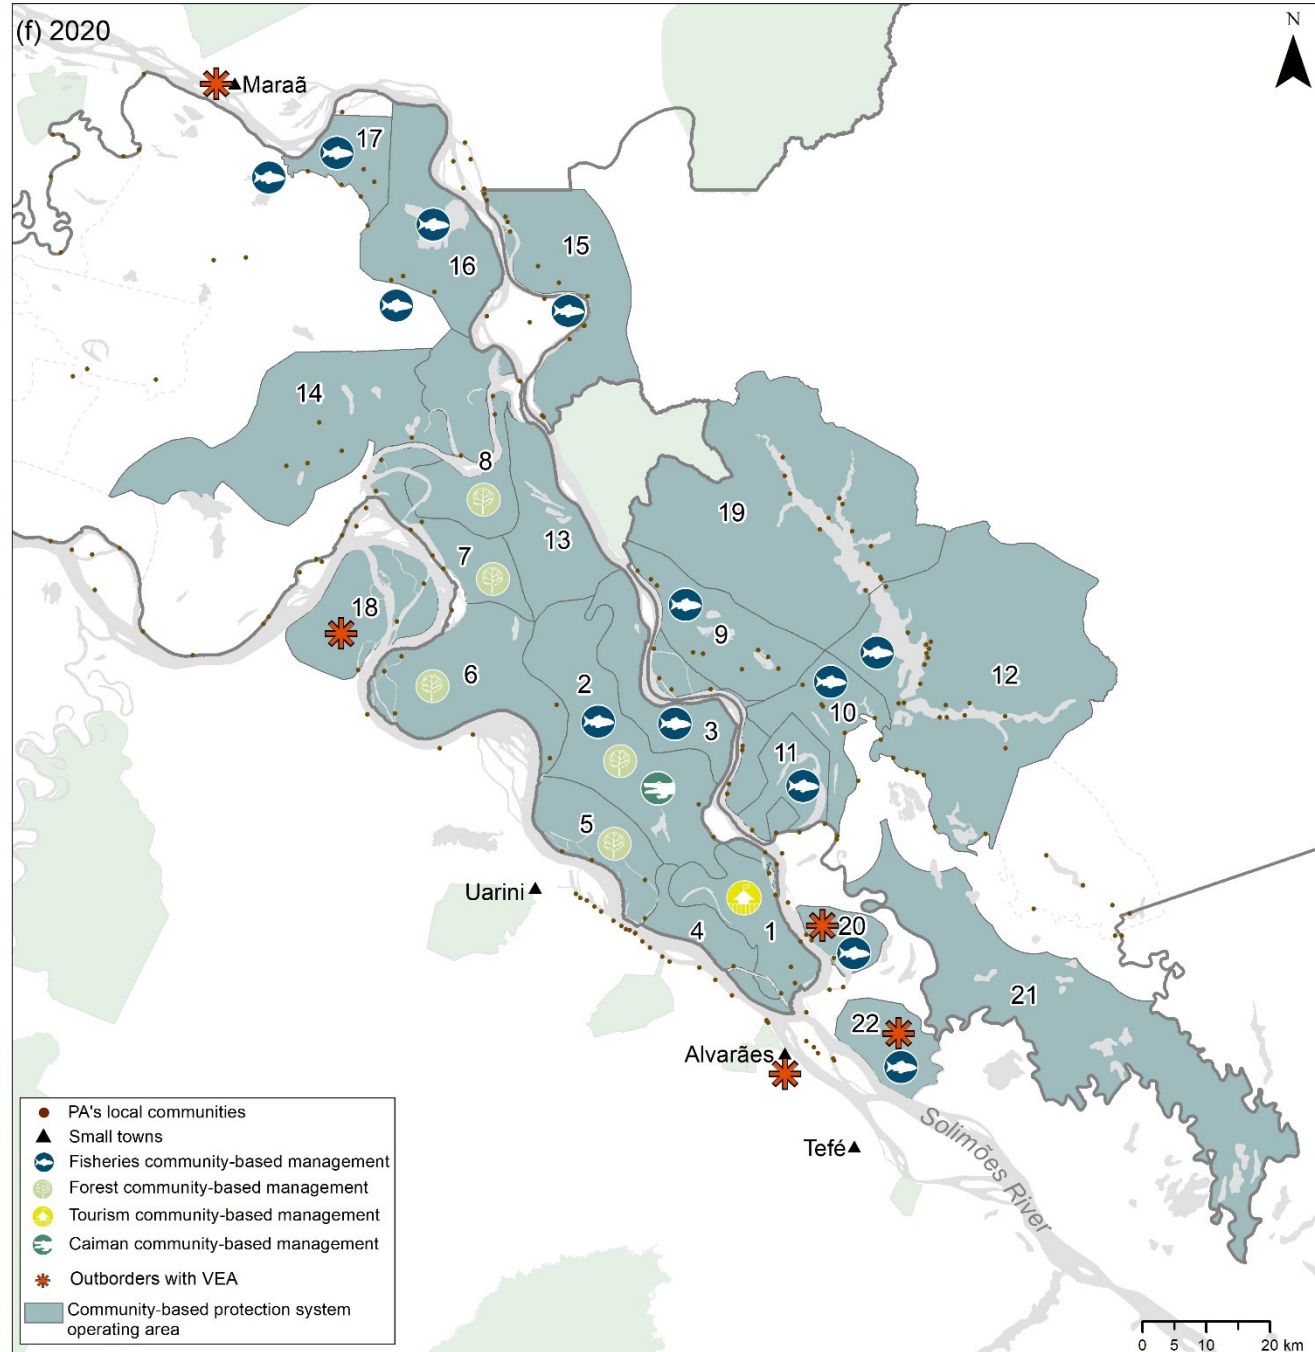 (f) 2020
N
Maraã
17
15
16
14
8
19
13
7
18
9
6
12
2
10
3
11
5
Uarini
20
4
1
21
22
Alvarães
Solimões River
Tefé
PA's local communities
Small towns
Fisheries community-based management
Forest community-based management
Tourism community-based management
Caiman community-based management
Outborders with VEA
Community-based protection system
operating area
0 5 10 20 km